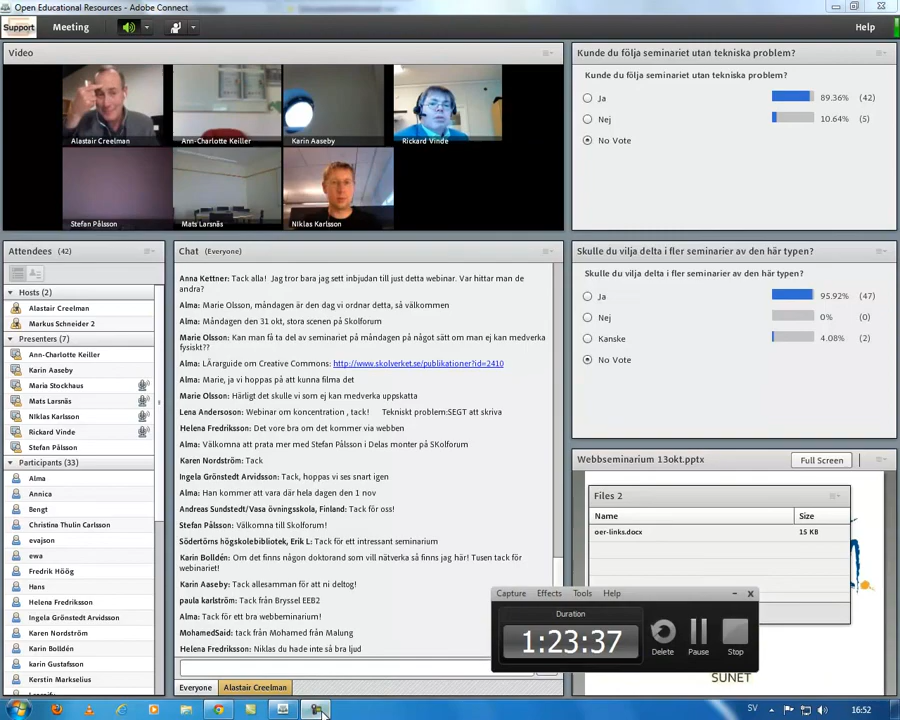 Open Educational Resources - Adobe Connect
Support Meeting Help
Video
Alastair Creelman
Ann-Charlotte Keiller
Karin Aaseby
Rickard Vinde
Stefan Pålsson
Mats Larsnäs
Niklas Karlsson
Kunde du följa seminariet utan tekniska problem?
Kunde du följa seminariet utan tekniska problem?
Ja 89.36% (42)
Nej 10.64% (5)
No Vote
Attendees (42)
Hosts (2)
Alastair Creelman
Markus Schneider 2
Presenters (7)
Ann-Charlotte Keiller
Karin Aaseby
Maria Stockhaus
Mats Larsnäs
Niklas Karlsson
Rickard Vinde
Stefan Pålsson
Participants (33)
Alma
Annica
Bengt
Christina Thulin Carlsson
evajson
ewa
Fredrik Höög
Hans
Helena Fredriksson
Ingela Grönstedt Arvidsson
Karen Nordström
Karin Bolldén
karin Gustafsson
Kerstin Markselius
Chat (Everyone)
Anna Kettner: Tack alla! Jag tror bara jag sett inbjudan till just detta webinar. Var hittar man de
andra?
Alma: Marie Olsson, måndagen är den dag vi ordnar detta, så välkommen
Alma: Måndagen den 31 okt, stora scenen på Skolforum
Marie Olsson: Kan man få ta del av seminariet på måndagen på något sätt om man ej kan medverka
fysiskt??
Alma: LÄrarguide om Creative Commons: http://www.skolverket.se/publikationer?id=2410
Alma: Marie, ja vi hoppas på att kunna filma det
Marie Olsson: Härligt det skulle vi som ej kan medverka uppskatta
Lena Andersoson: Webinar om koncentration , tack! Tekniskt problem:SEGT att skriva
Helena Fredriksson: Det vore bra om det kommer via webben
Alma: Välkomna att prata mer med Stefan Pålsson i Delas monter på SKolforum
Karen Nordström: Tack
Ingela Grönstedt Arvidsson: Tack, hoppas vi ses snart igen
Alma: Han kommer att vara där hela dagen den 1 nov
Andreas Sundstedt/Vasa övningsskola, Finland: Tack för oss!
Stefan Pålsson: Välkomna till Skolforum!
Södertörns högskolebibliotek, Erik L: Tack för ett intressant seminarium
Karin Bolldén: Om det finns någon doktorand som vill nätverka så finns jag här! Tusen tack för
webinariet!
Karin Aaseby: Tack allesamman för att ni deltog!
paula karlström: Tack från Bryssel EEB2
Alma: Tack för ett bra webbeminarium!
MohamedSaid: tack från Mohamed från Malung
Helena Fredriksson: Niklas du hade inte så bra ljud
Everyone Alastair Creelman
Skulle du vilja delta i fler seminarier av den här typen?
Skulle du vilja delta i fler seminarier av den här typen?
Ja 95.92% (47)
Nej 0% (0)
Kanske 4.08% (2)
No Vote
Webbseminarium 13okt.pptx Full Screen
Files 2
Name Size
oer-links.docx 15 KB
Capture Effects Tools Help
Duration
1:23:37
Delete Pause Stop
SUNET
SV 16:52